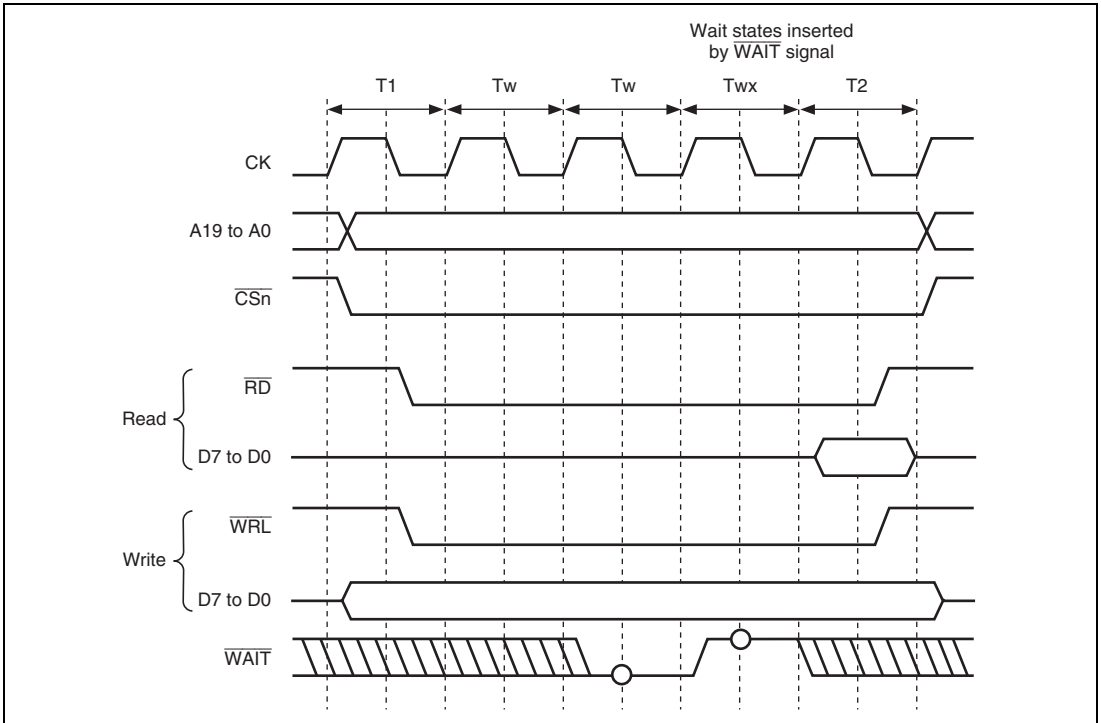 Wait states inserted
by WAIT signal
T1 Tw Tw Twx T2
CK
A19 to A0
CSn
RD
Read
D7 to D0
WRL
Write
D7 to D0
WAIT